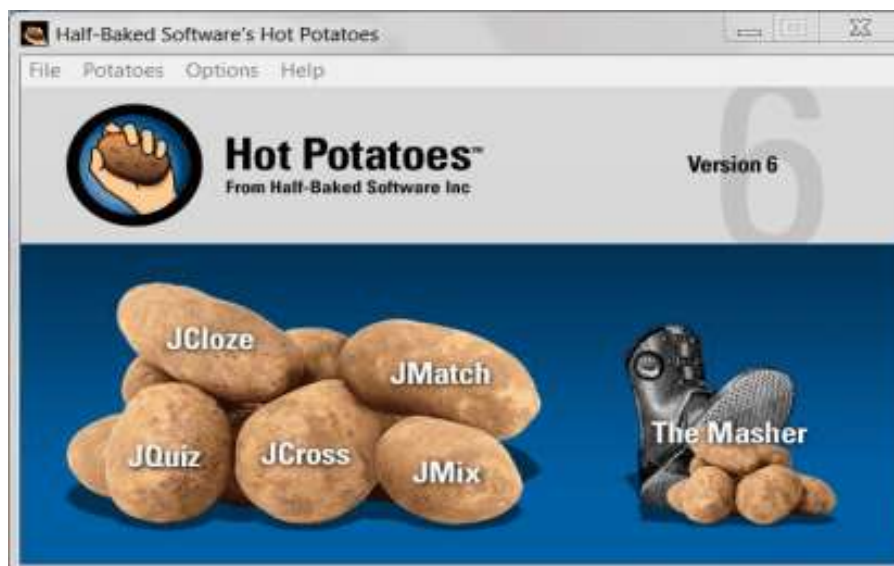 Half-Baked Software's Hot Potatoes
File Potatoes Options Help
Hot Potatoes™
From Half-Baked Software Inc
6
Version 6
JCloze
JMatch
JQuiz
JCross
JMix
The Masher